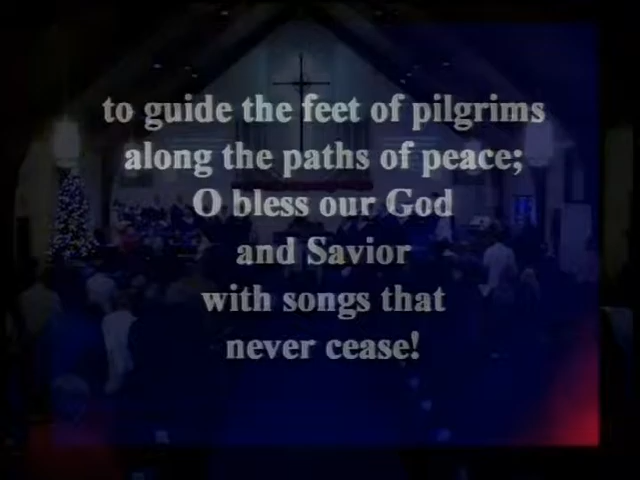 to guide the feet of pilgrims
along the paths of peace;
O bless our God
and Savior
with songs that
never cease!